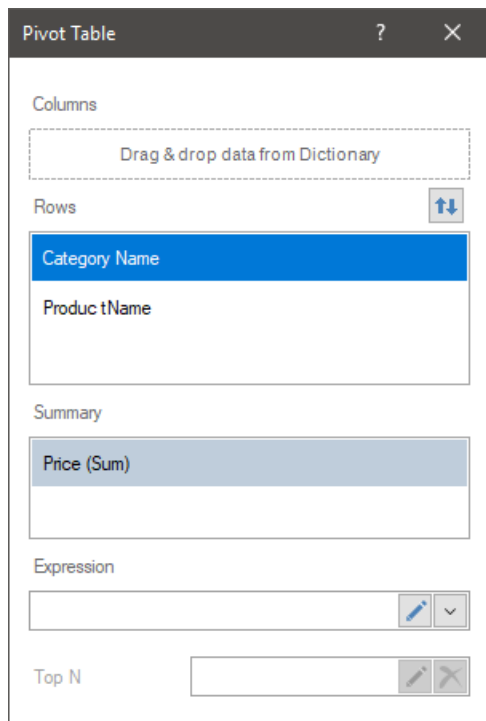 Pivot Table ?
Columns
Drag & drop data from Dictionary
Rows
Category Name
Produc tName
Summary
Price (Sum)
Expression
Top N